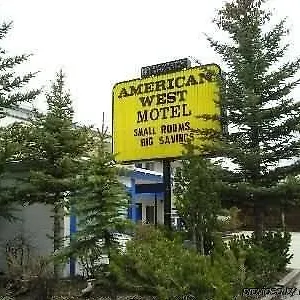 AMERICAN
WEST
MOTEL
SMALL ROOMS
BIG SAVINGS